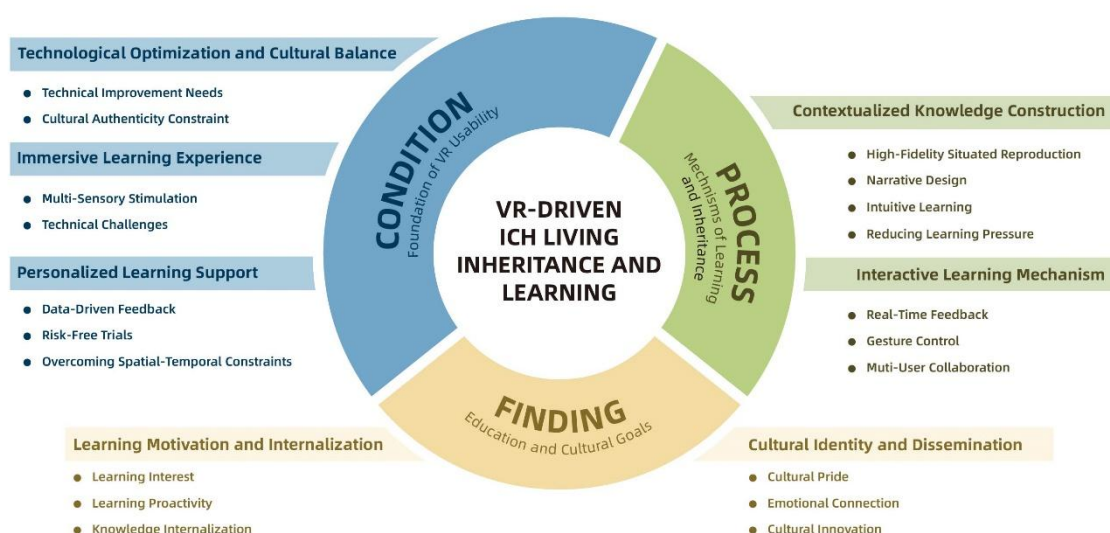 Technological Optimization and Cultural Balance
Technical Improvement Needs
Cultural Authenticity Constraint
Immersive Learning Experience
Multi-Sensory Stimulation
Technical Challenges
Personalized Learning Support
Data-Driven Feedback
Risk-Free Trials
Overcoming Spatial-Temporal Constraints
CONDITION
Foundation of VR Usability
VR-DRIVEN
ICH LIVING
INHERITANCE AND
LEARNING
PROCESS
Mechnisms of Learning
and Inheritance
Contextualized Knowledge Construction
High-Fidelity Situated Reproduction
Narrative Design
Intuitive Learning
Reducing Learning Pressure
Interactive Learning Mechanism
Real-Time Feedback
Gesture Control
Muti-User Collaboration
FINDING
Education and Cultural Goals
Learning Motivation and Internalization
Learning Interest
Learning Proactivity
Knowledge Internalization
Cultural Identity and Dissemination
Cultural Pride
Emotional Connection
Cultural Innovation